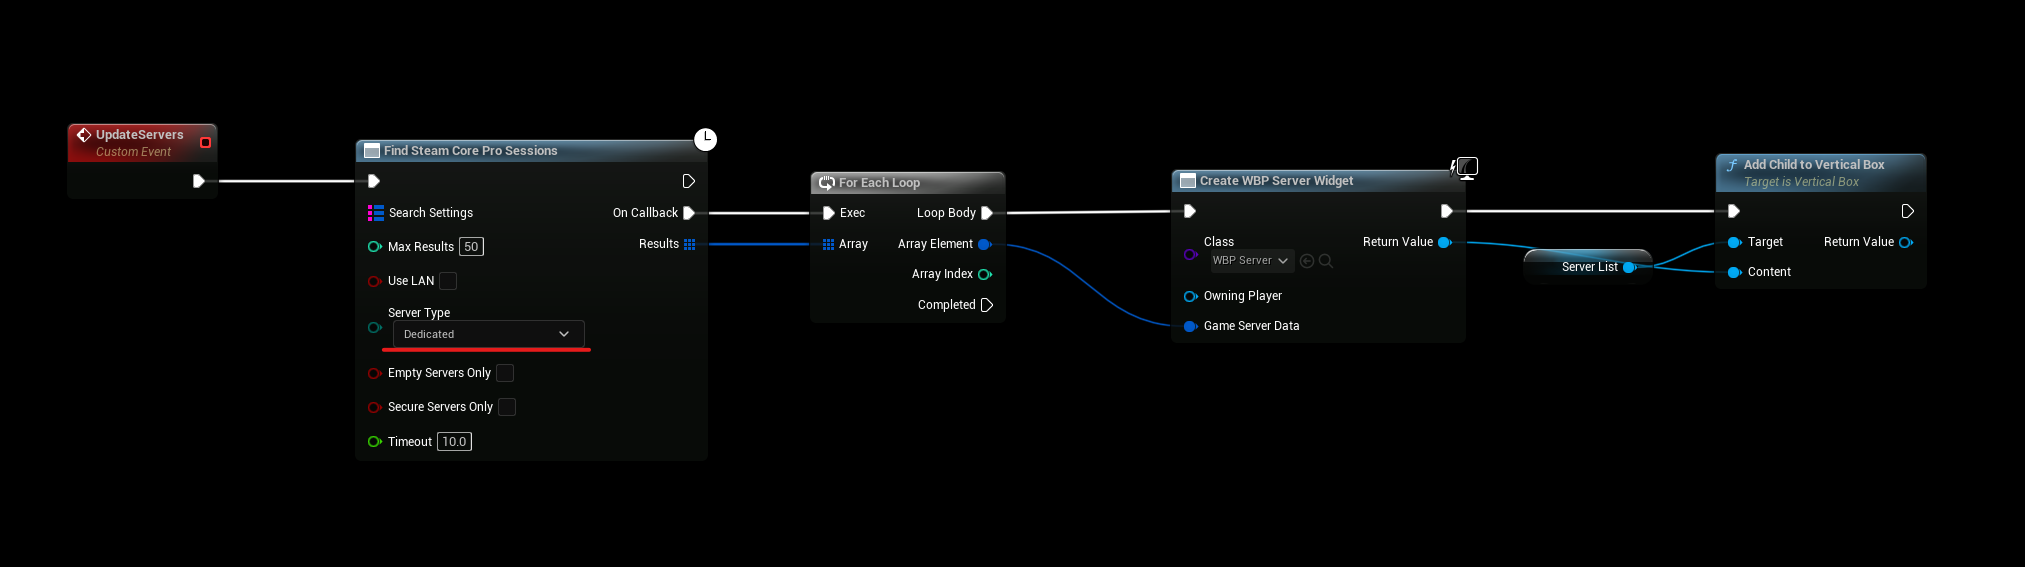 UpdateServers
Custom Event
Find Steam Core Pro Sessions
Search Settings
On Callback
Max Results 50
Results
Use LAN
Server Type
Dedicated
Empty Servers Only
Secure Servers Only
Timeout 10.0
For Each Loop
Exec
Loop Body
Array
Array Element
Array Index
Completed
Create WBP Server Widget
Class
WBP Server
Return Value
Owning Player
Game Server Data
Server List
Add Child to Vertical Box
Target is Vertical Box
Target
Return Value
Content